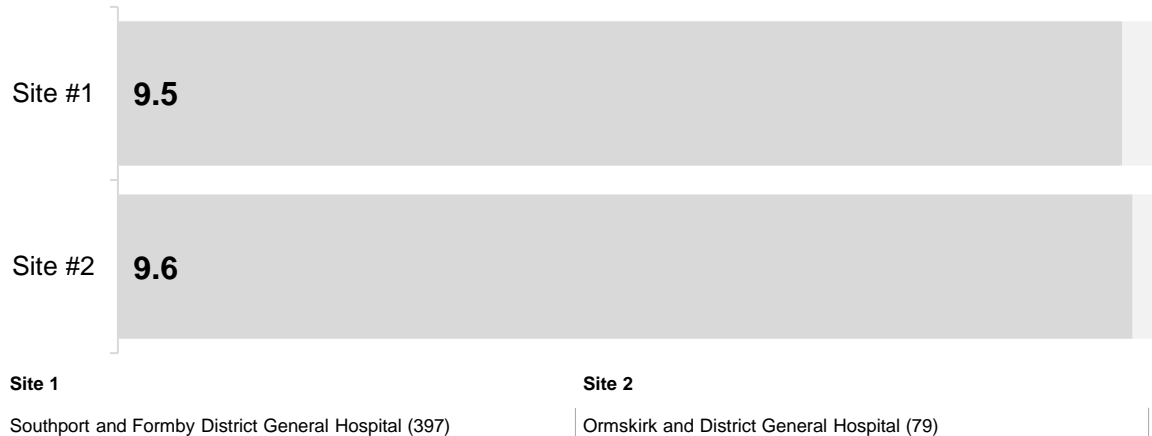 Site #1 9.5
Site #2 9.6
Site 1 Site 2
Southport and Formby District General Hospital (397) Ormskirk and District General Hospital (79)